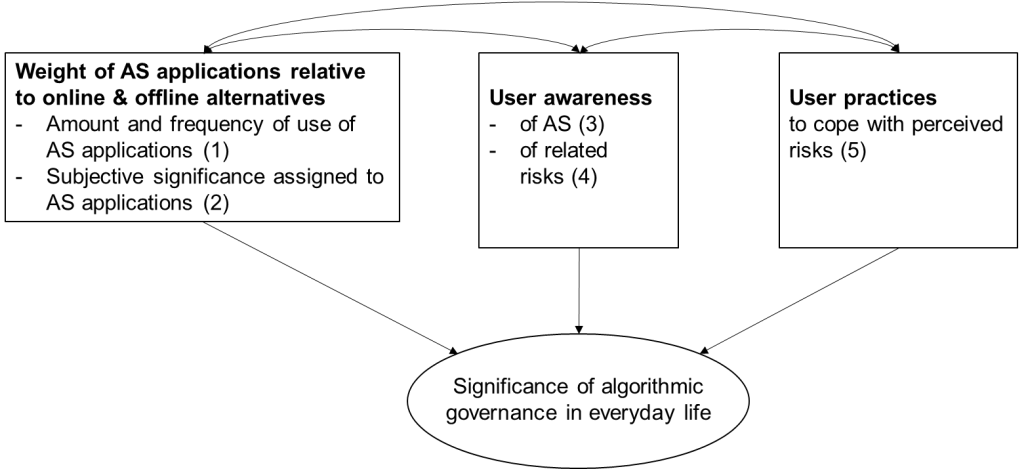 Weight of AS applications relative
to online & offline alternatives
- Amount and frequency of use of
AS applications (1)
- Subjective significance assigned to
AS applications (2)
User awareness
- of AS (3)
- of related
risks (4)
User practices
to cope with perceived
risks (5)
Significance of algorithmic
governance in everyday life